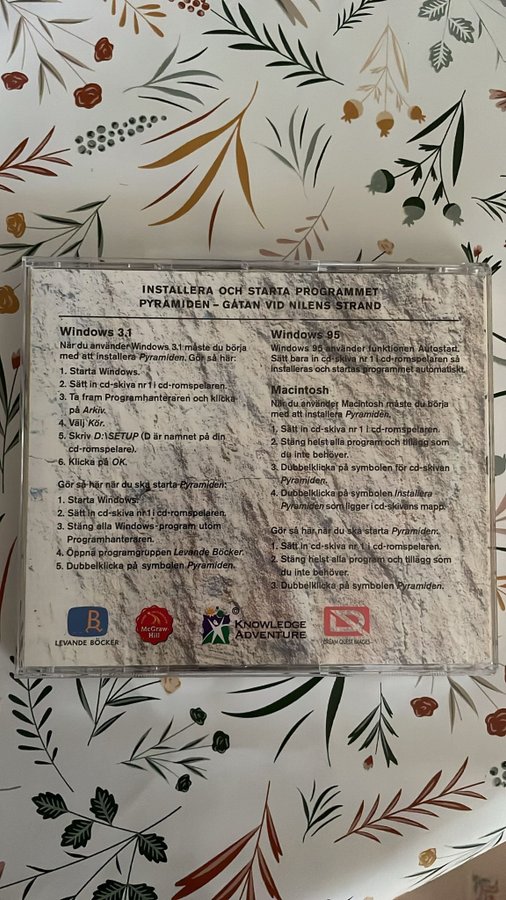 INSTALLERA OCH STARTA PROGRAMMET
PYRAMIDEN – GÅTAN VID NILENS STRAND
Windows 3.1
När du använder Windows 3.1 måste du börja
med att installera Pyramiden. Gör så här:
1. Starta Windows.
2. Sätt in cd-skiva nr 1 i cd-romspelaren.
3. Ta fram Programhanteraren och klicka
på Arkiv.
4. Välj Kör.
5. Skriv D:\SETUP (D är namnet på din
cd-romspelare).
6. Klicka på OK.
Gör så här när du ska starta Pyramiden:
1. Starta Windows.
2. Sätt in cd-skiva nr 1 i cd-romspelaren.
3. Stäng alla Windows-program utom
Programhanteraren.
4. Öppna programgruppen Levande Böcker.
5. Dubbelklicka på symbolen Pyramiden.
Windows 95
Windows 95 använder funktionen Autostart.
Sätt bara in cd-skiva nr 1 i cd-romspelaren så
installeras och startas programmet automatiskt.
Macintosh
När du använder Macintosh måste du börja
med att installera Pyramiden.
1. Sätt in cd-skiva nr 1 i cd-romspelaren.
2. Stäng helst alla program och tillägg som
du inte behöver.
3. Dubbelklicka på symbolen för cd-skivan
Pyramiden.
4. Dubbelklicka på symbolen Installera
Pyramiden som ligger i cd-skivans mapp.
Gör så här när du ska starta Pyramiden.
1. Sätt in cd-skiva nr 1 i cd-romspelaren.
2. Stäng helst alla program och tillägg som
du inte behöver.
3. Dubbelklicka på symbolen Pyramiden.
B
LEVANDE BÖCKER
McGraw
Hill
KNOWLEDGE
ADVENTURE
®
DREAM QUEST IMAGES